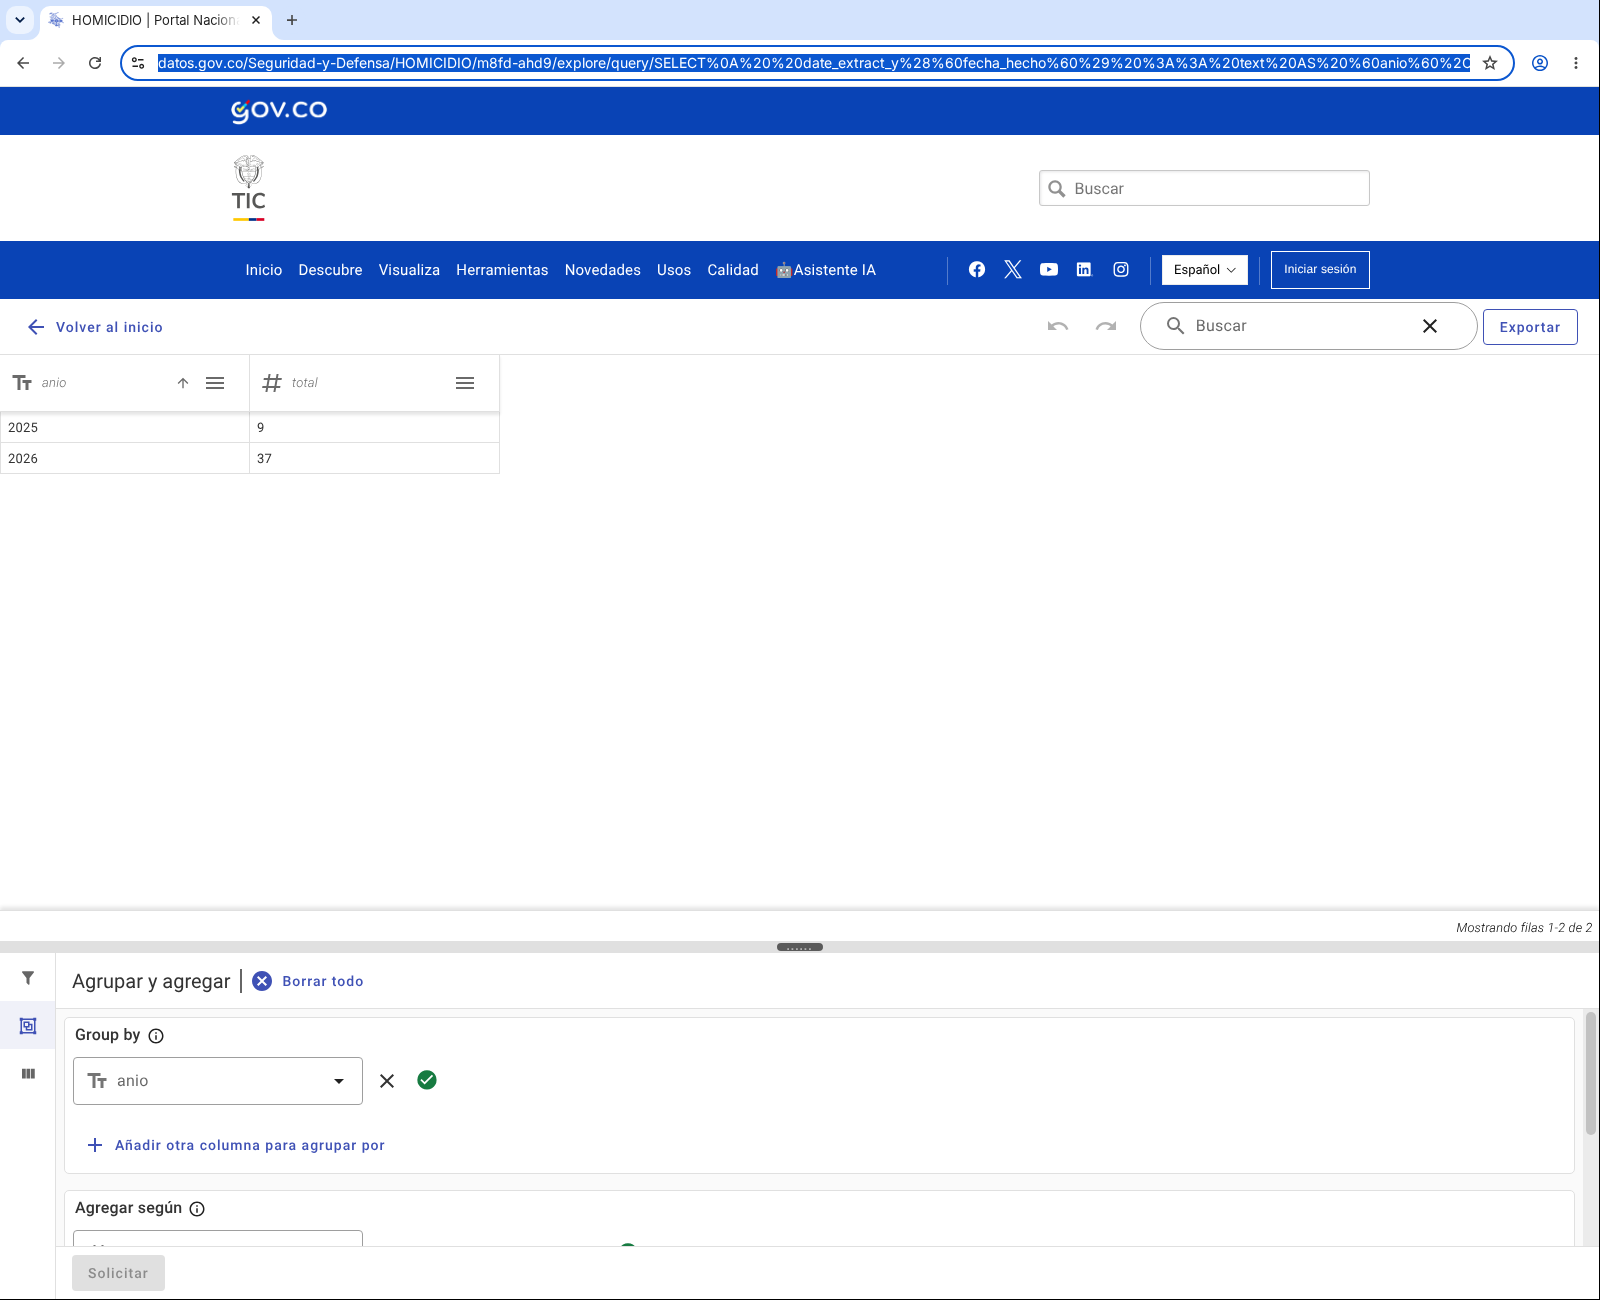 HOMICIDIO | Portal Nacion
datos.gov.co/Seguridad-y-Defensa/HOMICIDIO/m8fd-ahd9/explore/query/SELECT%0A%20%20date_extract_y%28%60fecha_hecho%60%29%20%3A%3A%20text%20AS%20%60anio%60%2C
GOV.CO
TIC
Buscar
Inicio Descubre Visualiza Herramientas Novedades Usos Calidad 🤖Asistente IA Español Iniciar sesión
Volver al inicio Buscar Exportar
anio total
2025 9
2026 37
Mostrando filas 1-2 de 2
Agrupar y agregar Borrar todo
Group by
anio
Añadir otra columna para agrupar por
Agregar según
Solicitar